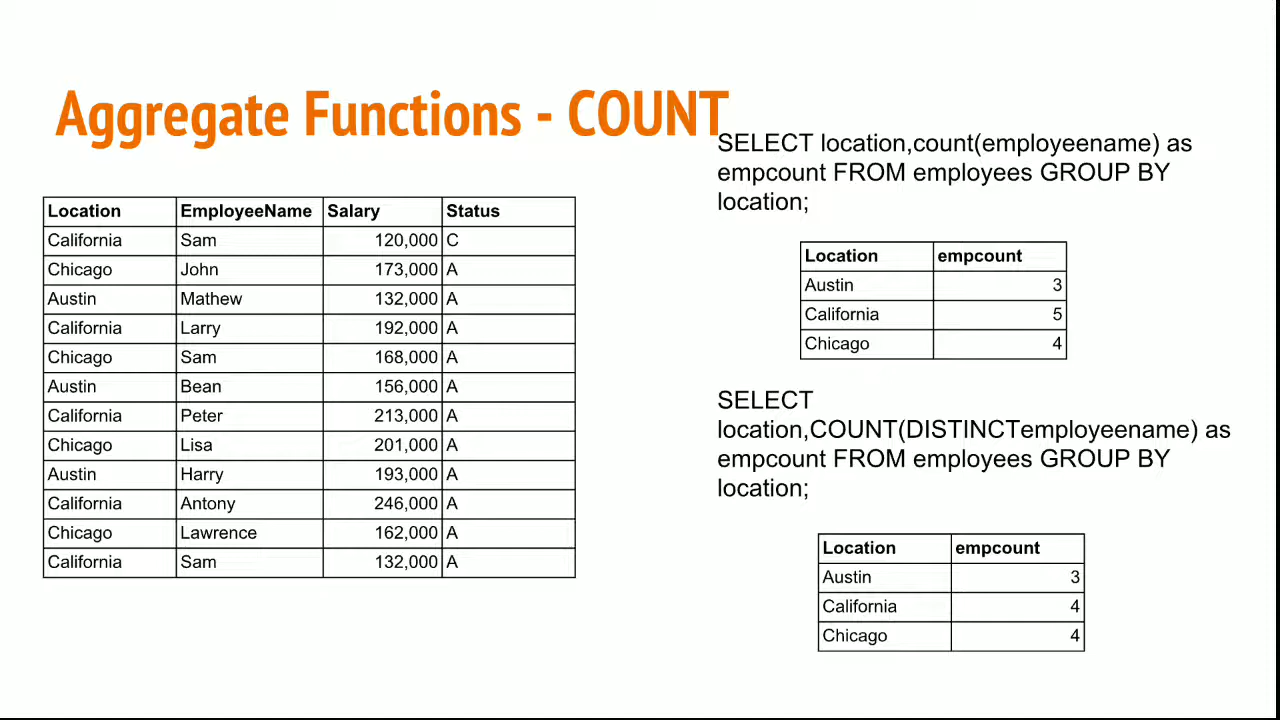 Aggregate Functions - COUNT
SELECT location,count(employeename) as
empcount FROM employees GROUP BY
location;
Location EmployeeName Salary Status
California Sam 120,000 C
Chicago John 173,000 A
Austin Mathew 132,000 A
California Larry 192,000 A
Chicago Sam 168,000 A
Austin Bean 156,000 A
California Peter 213,000 A
Chicago Lisa 201,000 A
Austin Harry 193,000 A
California Antony 246,000 A
Chicago Lawrence 162,000 A
California Sam 132,000 A
Location empcount
Austin 3
California 5
Chicago 4
SELECT
location,COUNT(DISTINCTemployeename) as
empcount FROM employees GROUP BY
location;
Location empcount
Austin 3
California 4
Chicago 4